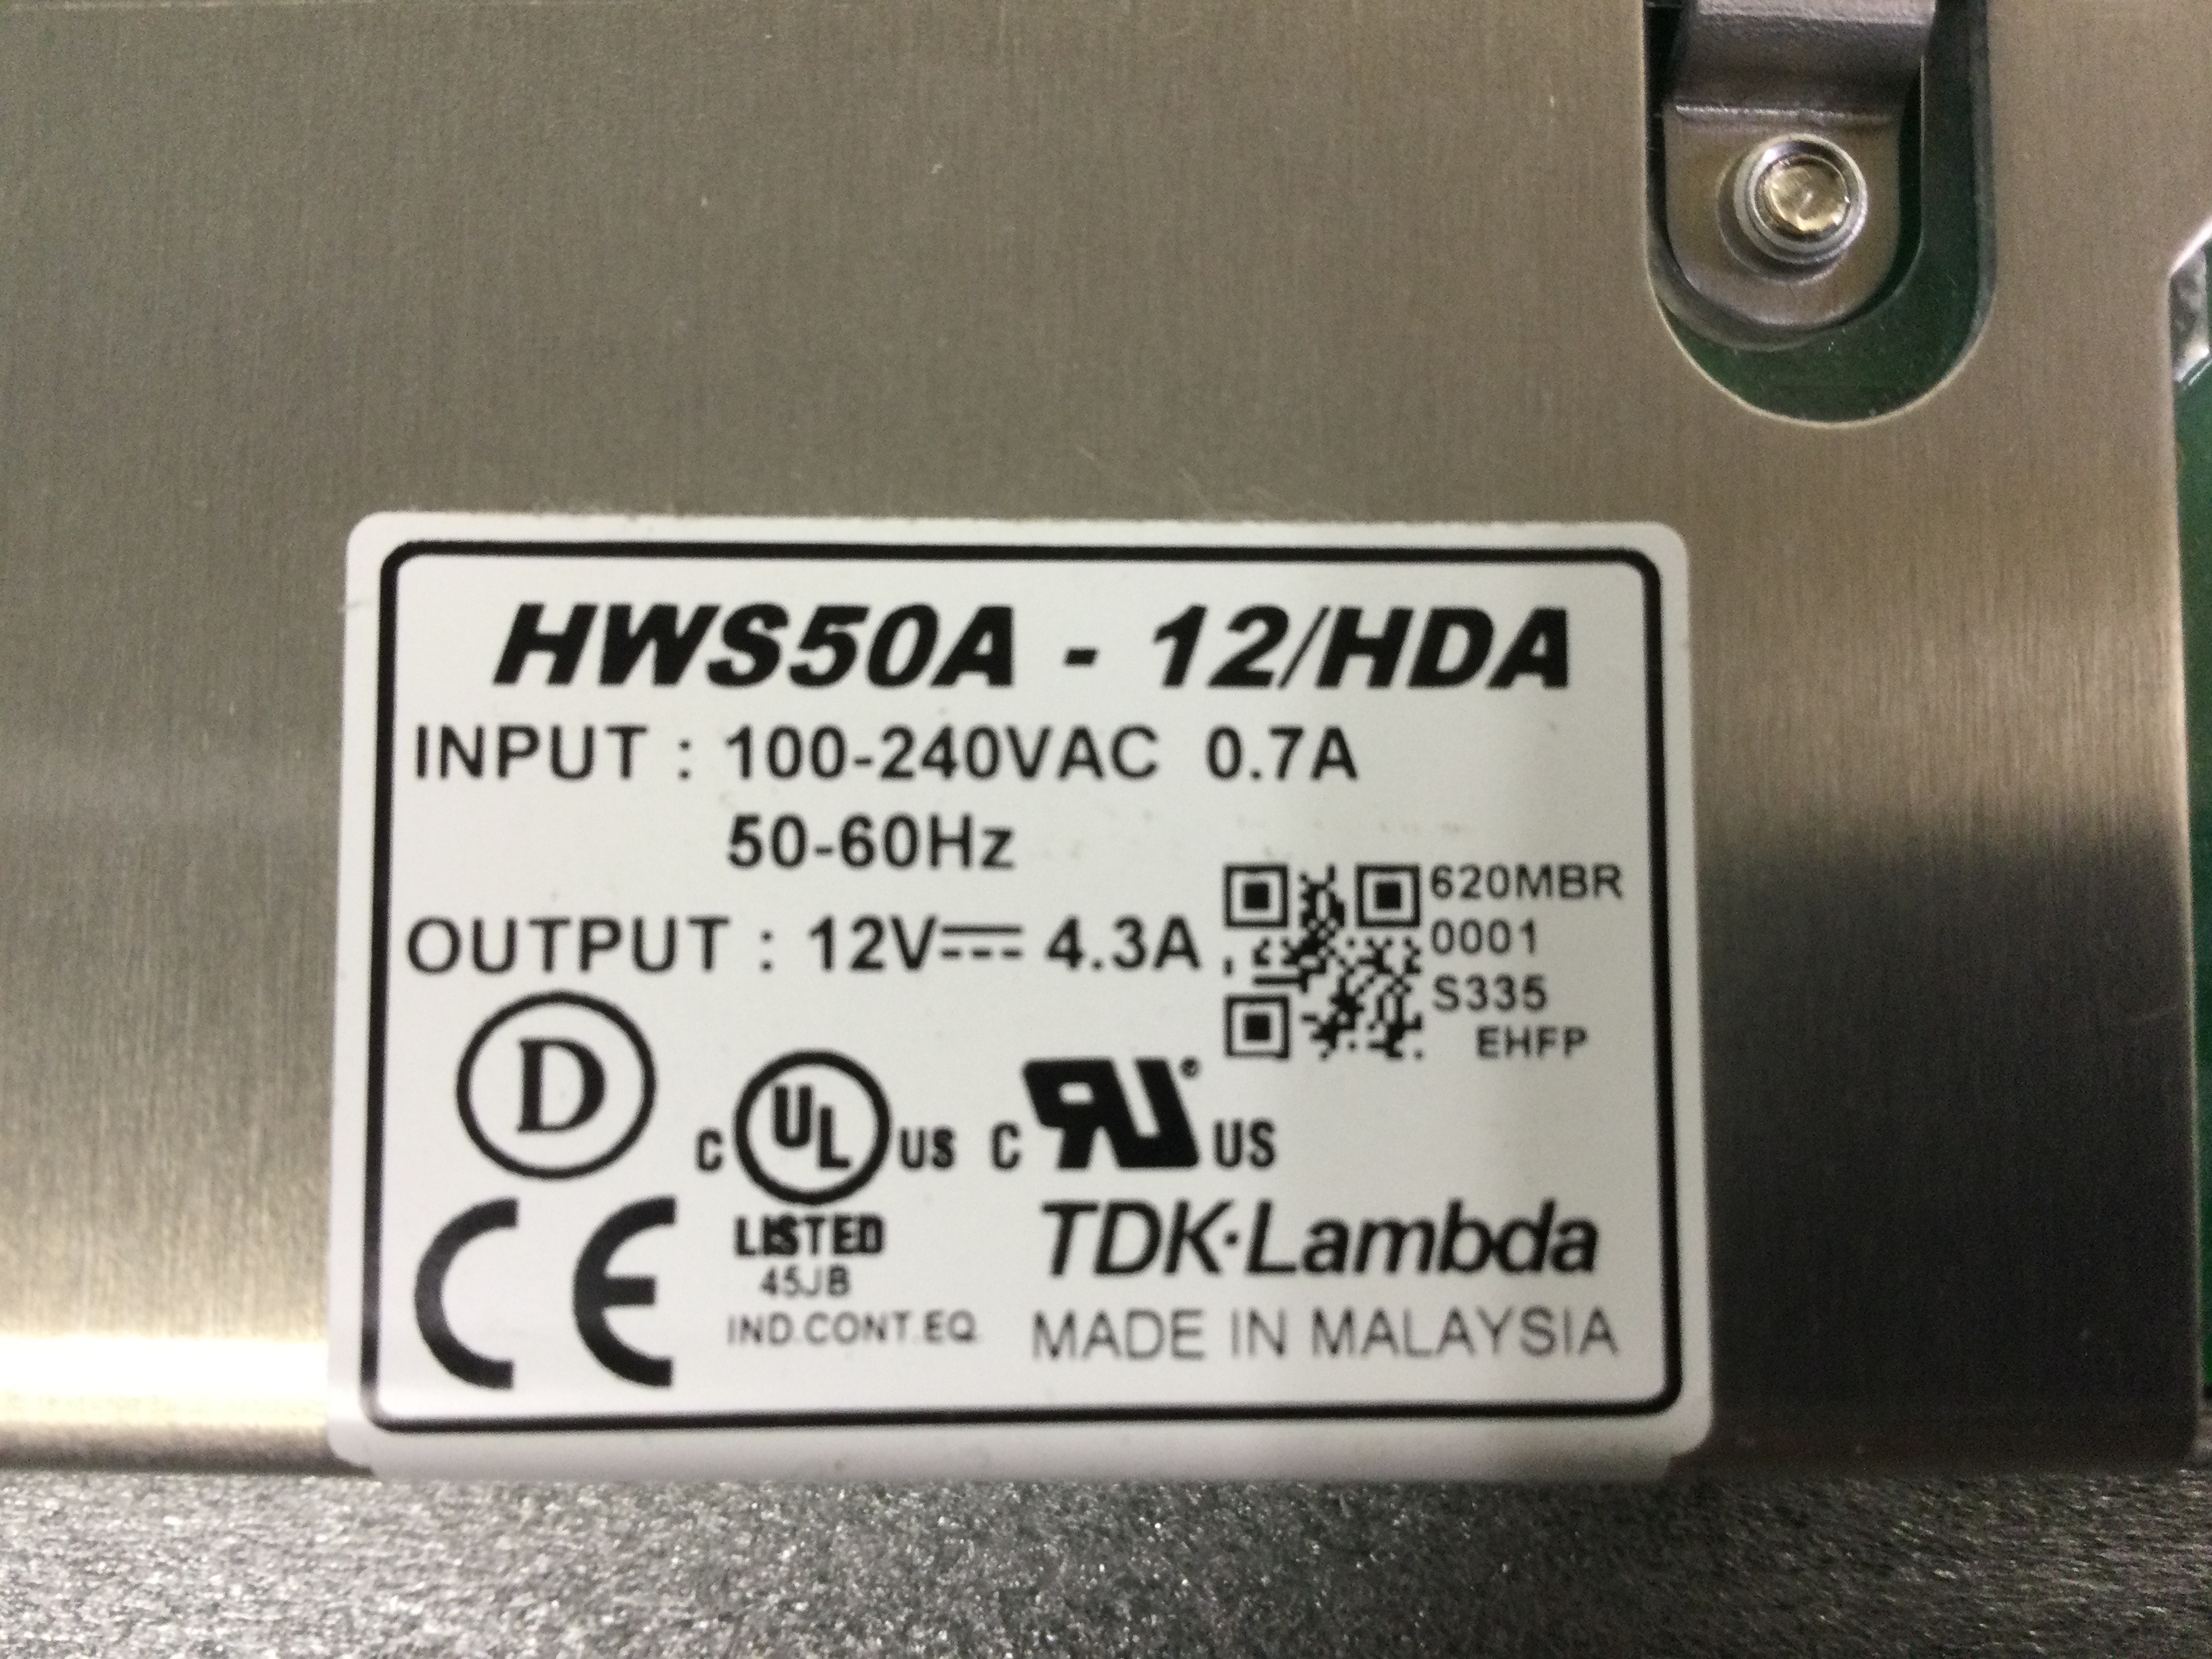 HWS50A - 12/HDA
INPUT : 100-240VAC 0.7A
50-60Hz
OUTPUT : 12V⎓ 4.3A
620MBR
0001
S335
EHFP
D
C UL US
LISTED
45JB
IND.CONT.EQ.
C RU® US
CE
TDK·Lambda
MADE IN MALAYSIA